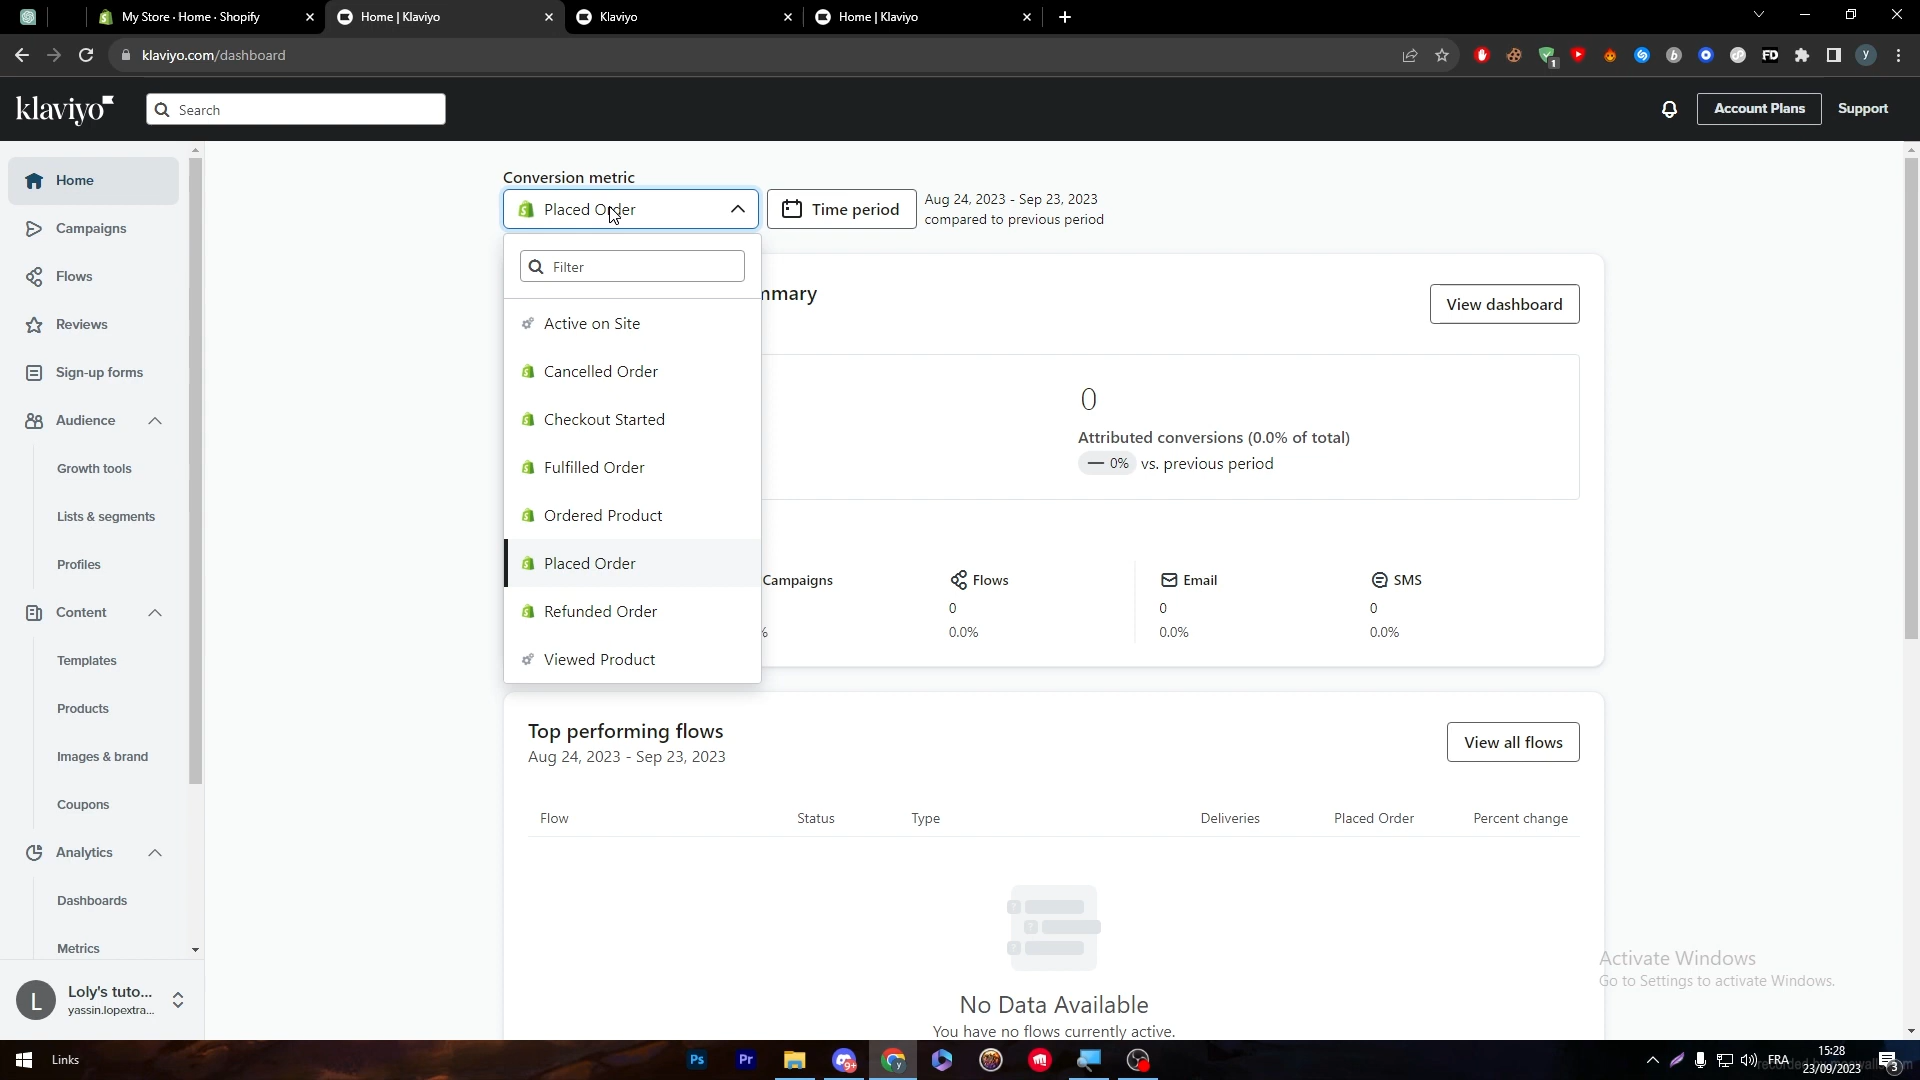 My Store · Home · Shopify
Home | Klaviyo
Klaviyo
Home | Klaviyo
klaviyo.com/dashboard
1
b
FD
y
klaviyo
Search
Account Plans
Support
Home
Campaigns
Flows
Reviews
Sign-up forms
Audience
Growth tools
Lists & segments
Profiles
Content
Templates
Products
Images & brand
Coupons
Analytics
Dashboards
Metrics
L
Loly's tuto...
yassin.lopextra...
Conversion metric
Placed Order
Time period
Aug 24, 2023 - Sep 23, 2023
compared to previous period
Filter
Active on Site
Cancelled Order
Checkout Started
Fulfilled Order
Ordered Product
Placed Order
Refunded Order
Viewed Product
mmary
View dashboard
0
Attributed conversions (0.0% of total)
— 0% vs. previous period
Campaigns
%
Flows
0
0.0%
Email
0
0.0%
SMS
0
0.0%
Top performing flows
Aug 24, 2023 - Sep 23, 2023
View all flows
Flow
Status
Type
Deliveries
Placed Order
Percent change
No Data Available
You have no flows currently active.
Activate Windows
Go to Settings to activate Windows.
Links
Ps
Pr
9+
y
FRA
15:28
23/09/2023
3